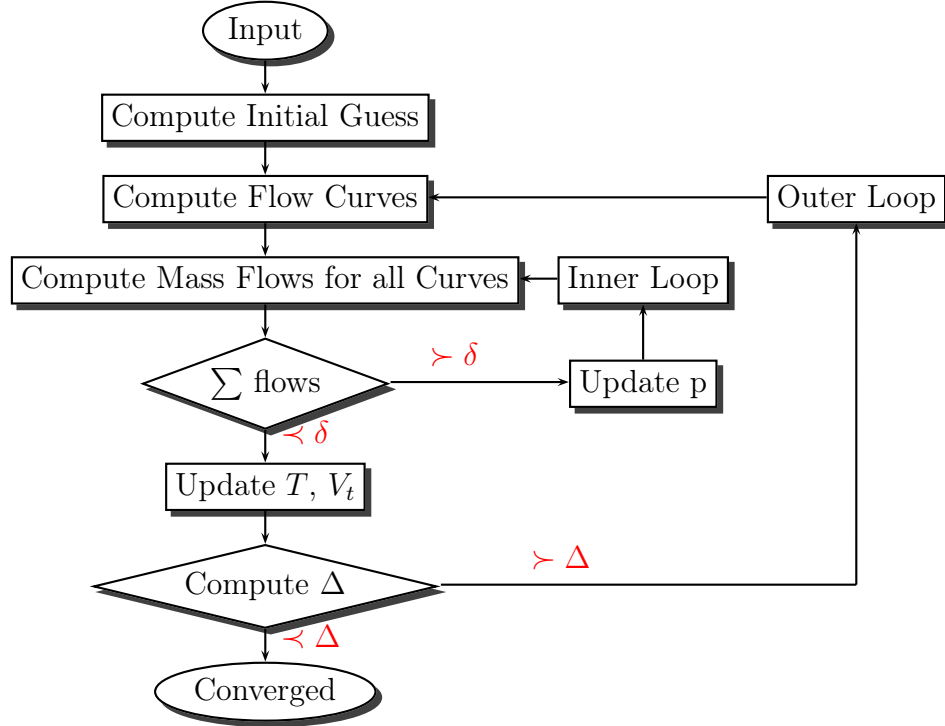 Input
Compute Initial Guess
Compute Flow Curves
Outer Loop
Compute Mass Flows for all Curves
Inner Loop
∑ flows
≻ δ
Update p
≺ δ
Update T, V_t
Compute Δ
≻ Δ
≺ Δ
Converged